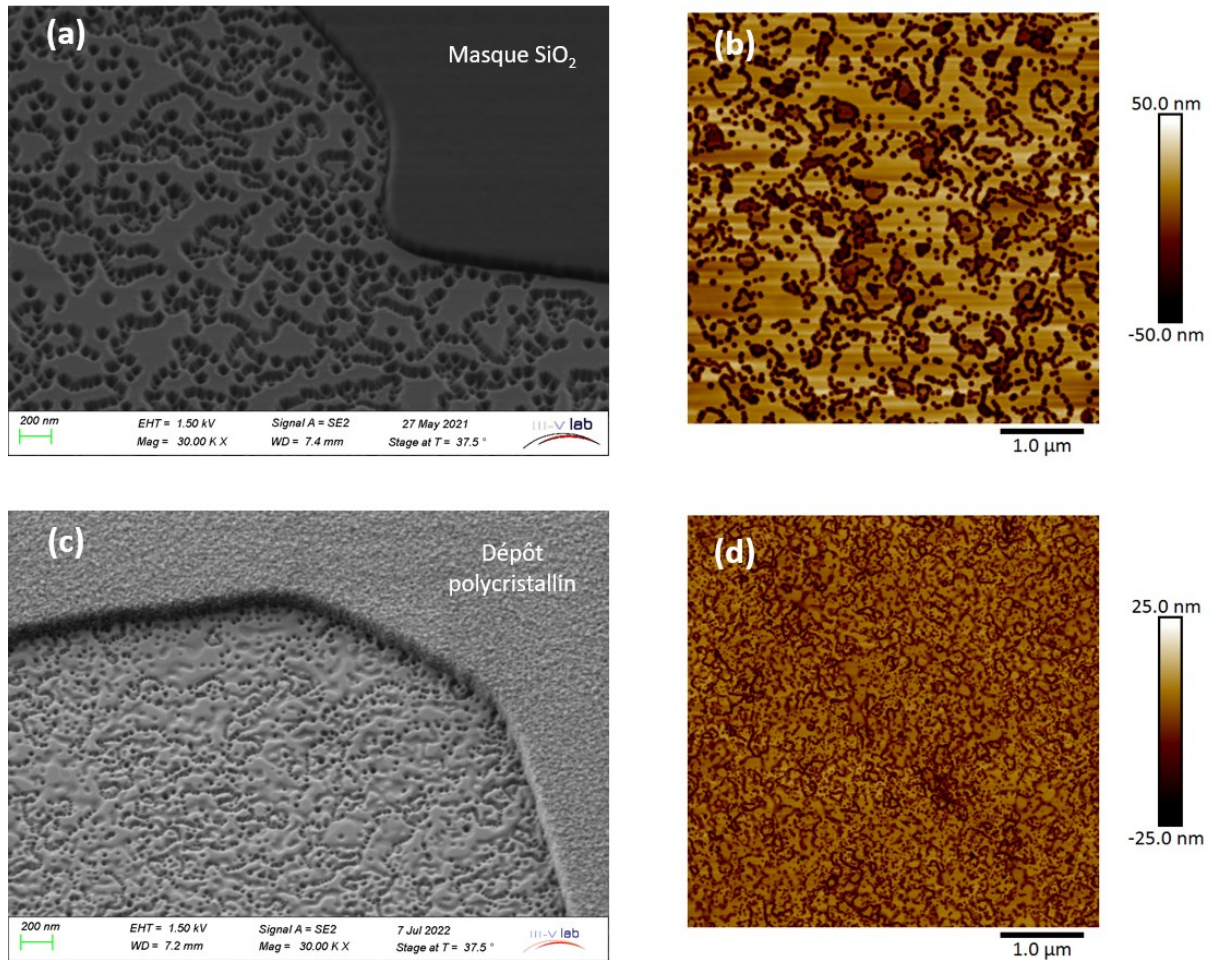 (a)
Masque SiO₂
200 nm
EHT = 1.50 kV
Signal A = SE2
27 May 2021
Mag = 30.00 K X
WD = 7.4 mm
Stage at T = 37.5 °
III-V lab
(b)
50.0 nm
-50.0 nm
1.0 µm
(c)
Dépôt
polycristallín
200 nm
EHT = 1.50 kV
Signal A = SE2
7 Jul 2022
WD = 7.2 mm
Mag = 30.00 K X
Stage at T = 37.5 °
III-V lab
(d)
25.0 nm
-25.0 nm
1.0 µm